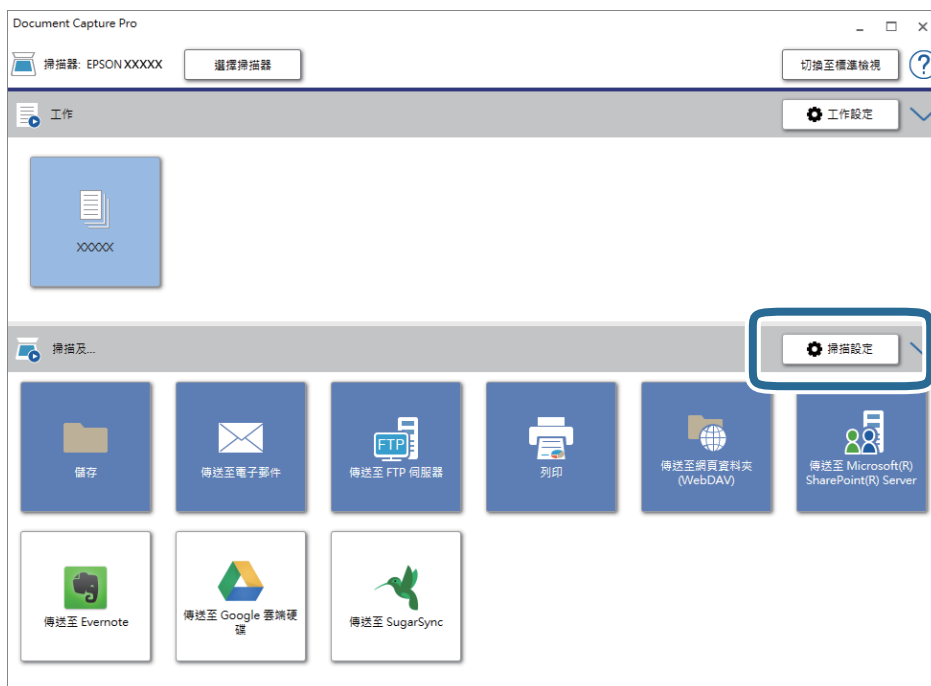 Document Capture Pro
掃描器: EPSON XXXXX
選擇掃描器
切換至標準檢視
?
工作
工作設定
XXXXX
掃描及...
掃描設定
儲存
傳送至電子郵件
FTP
傳送至 FTP 伺服器
列印
傳送至網頁資料夾
(WebDAV)
傳送至 Microsoft(R)
SharePoint(R) Server
傳送至 Evernote
傳送至 Google 雲端硬
碟
傳送至 SugarSync